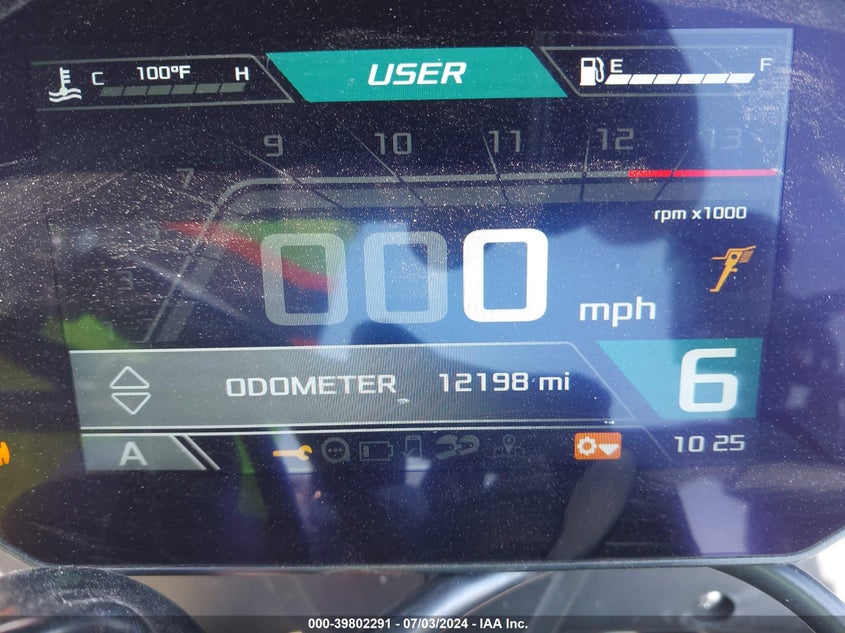 C 100°F H
USER
E F
7 9 10 11 12 13
rpm x1000
000 mph
ODOMETER 12198 mi
6
A
10 25
000-39802291 - 07/03/2024 - IAA Inc.